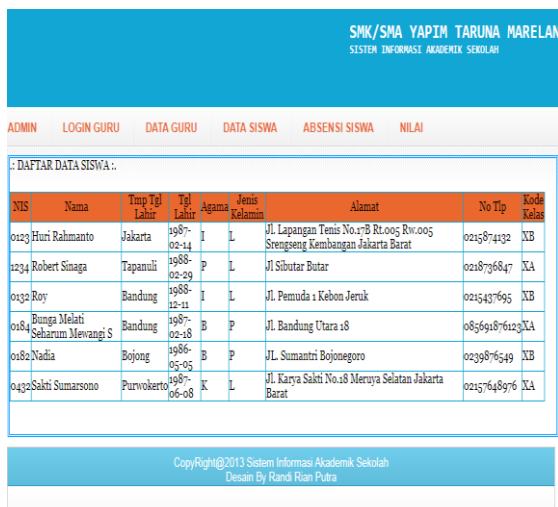 SMK/SMA YAPIM TARUNA MARELAN
SISTEM INFORMASI AKADEMIK SEKOLAH
ADMIN LOGIN GURU DATA GURU DATA SISWA ABSENSI SISWA NILAI
.: DAFTAR DATA SISWA :.
NIS Nama Tmp Tgl Lahir Tgl Lahir Agama Jenis Kelamin Alamat No Tlp Kode Kelas
0123 Huri Rahmanto Jakarta 1987-02-14 I L Jl. Lapangan Tenis No.17B Rt.005 Rw.005 Srengseng Kembangan Jakarta Barat 0215874132 XB
1234 Robert Sinaga Tapanuli 1988-02-29 P L Jl Sibutar Butar 0218736847 XA
0132 Roy Bandung 1988-12-11 I L Jl. Pemuda 1 Kebon Jeruk 0215437695 XB
0184 Bunga Melati Seharum Mewangi S Bandung 1987-02-18 B P Jl. Bandung Utara 18 085691876123 XA
0182 Nadia Bojong 1986-05-05 B P JL. Sumantri Bojonegoro 0239876549 XB
0432 Sakti Sumarsono Purwokerto 1987-06-08 K L Jl. Karya Sakti No.18 Meruya Selatan Jakarta Barat 02157648976 XA
CopyRight@2013 Sistem Informasi Akademik Sekolah
Desain By Randi Rian Putra